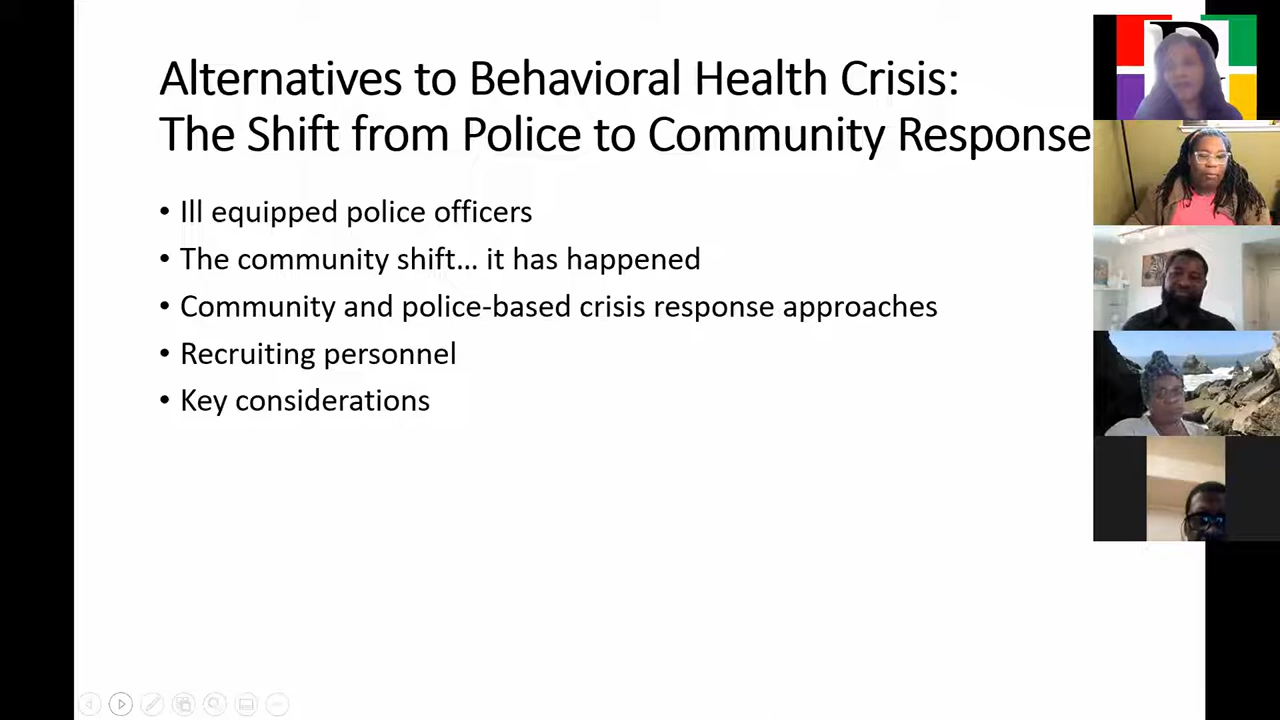 Alternatives to Behavioral Health Crisis:
The Shift from Police to Community Response
• Ill equipped police officers
• The community shift... it has happened
• Community and police-based crisis response approaches
• Recruiting personnel
• Key considerations